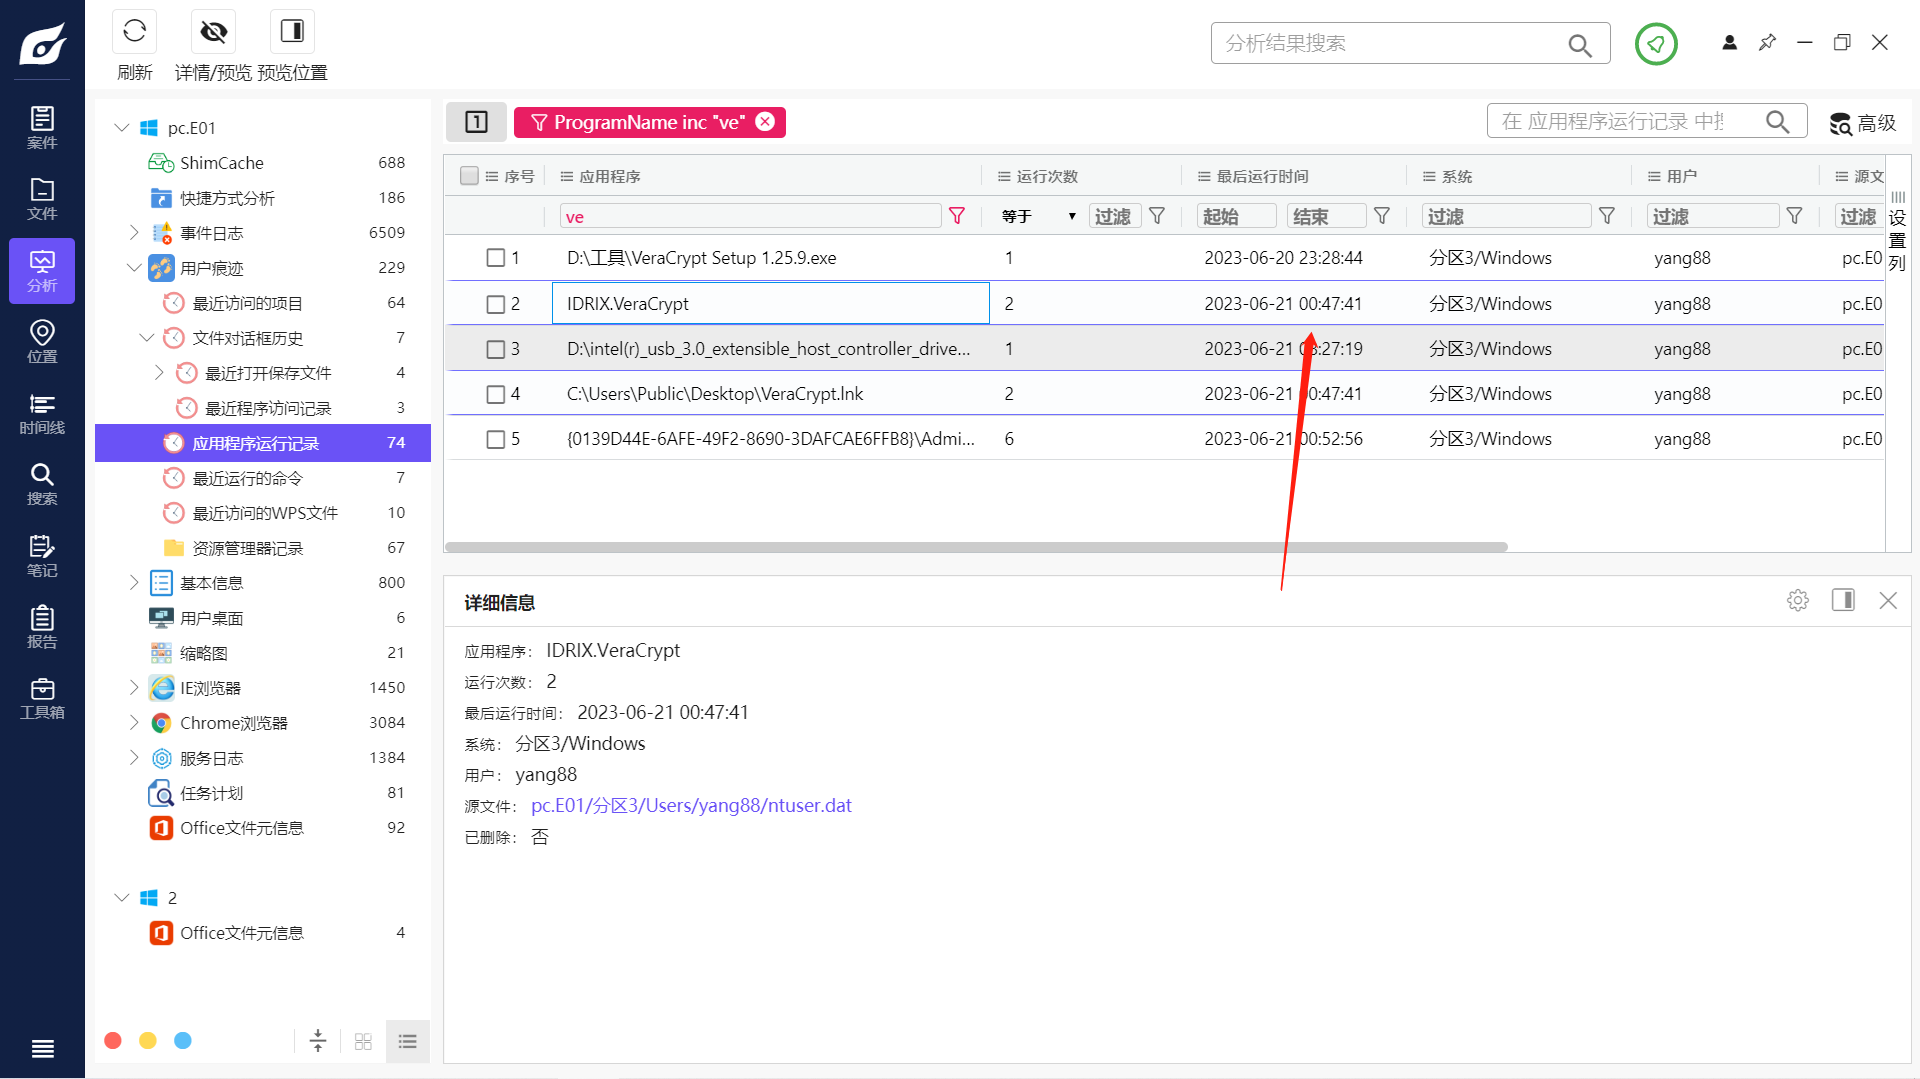 刷新
详情/预览
预览位置
分析结果搜索
案件
文件
分析
位置
时间线
搜索
笔记
报告
工具箱
pc.E01
ShimCache 688
快捷方式分析 186
事件日志 6509
用户痕迹 229
最近访问的项目 64
文件对话框历史 7
最近打开保存文件 4
最近程序访问记录 3
应用程序运行记录 74
最近运行的命令 7
最近访问的WPS文件 10
资源管理器记录 67
基本信息 800
用户桌面 6
缩略图 21
IE浏览器 1450
Chrome浏览器 3084
服务日志 1384
任务计划 81
Office文件元信息 92
2
Office文件元信息 4
1
ProgramName inc "ve"
在 应用程序运行记录 中
高级
序号 应用程序 运行次数 最后运行时间 系统 用户 源文
ve 等于 过滤 起始 结束 过滤 过滤 过滤
设置列
1 D:\工具\VeraCrypt Setup 1.25.9.exe 1 2023-06-20 23:28:44 分区3/Windows yang88 pc.E0
2 IDRIX.VeraCrypt 2 2023-06-21 00:47:41 分区3/Windows yang88 pc.E0
3 D:\intel(r)_usb_3.0_extensible_host_controller_drive... 1 2023-06-21 :27:19 分区3/Windows yang88 pc.E0
4 C:\Users\Public\Desktop\VeraCrypt.lnk 2 2023-06-21 00:47:41 分区3/Windows yang88 pc.E0
5 {0139D44E-6AFE-49F2-8690-3DAFCAE6FFB8}\Admi... 6 2023-06-21 00:52:56 分区3/Windows yang88 pc.E0
详细信息
应用程序： IDRIX.VeraCrypt
运行次数： 2
最后运行时间： 2023-06-21 00:47:41
系统： 分区3/Windows
用户： yang88
源文件： pc.E01/分区3/Users/yang88/ntuser.dat
已删除： 否